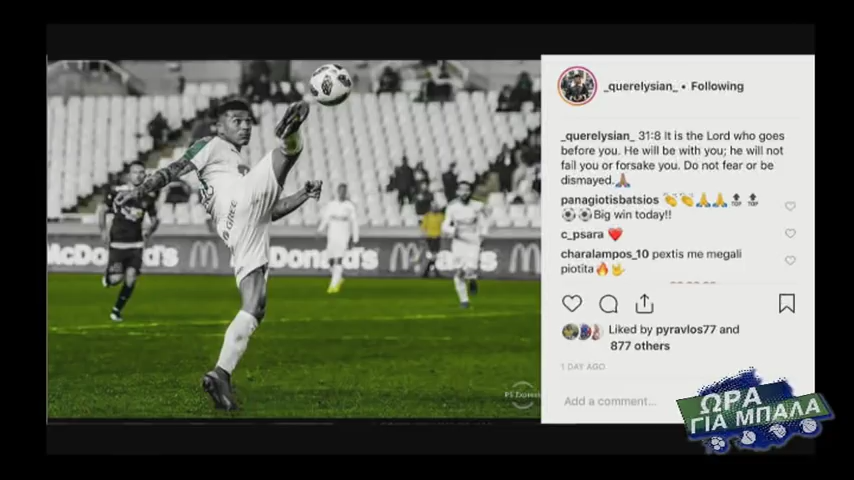 _querelysian_ • Following
_querelysian_ 31:8 It is the Lord who goes
before you. He will be with you; he will not
fail you or forsake you. Do not fear or be
dismayed.🙏🏽
panagiotisbatsios 👏👏🙏🙏🔝🔝
⚽⚽Big win today!!
c_psara ❤️
charalampos_10 pextis me megali
piotita🔥🤟
Liked by pyravlos77 and
877 others
1 DAY AGO
Add a comment...
McDonald's
Donald's
GREE
ΩΡΑ
ΓΙΑ ΜΠΑΛΑ